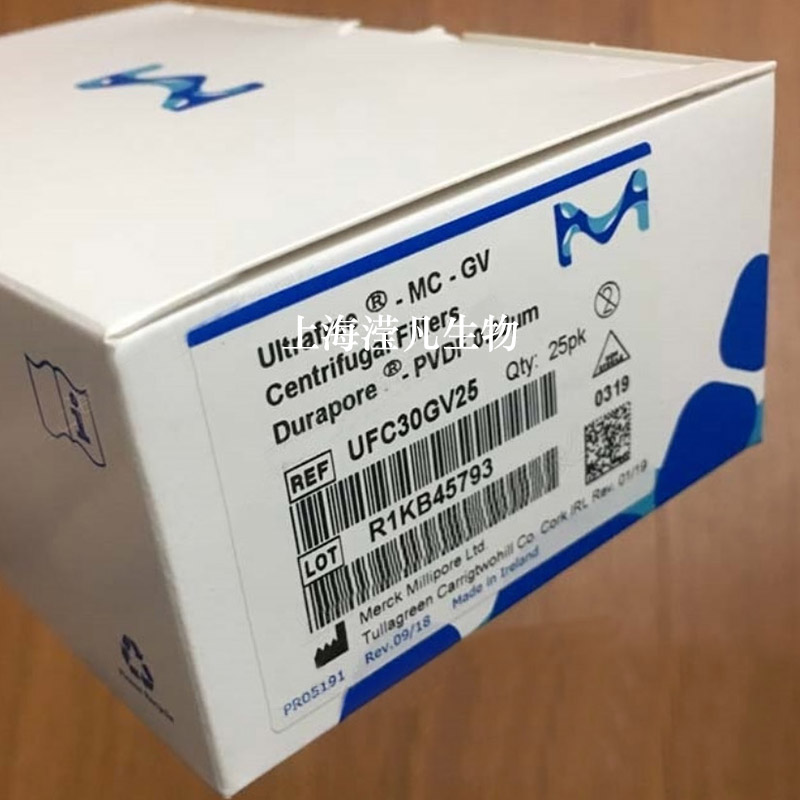 Ultrafree ® - MC - GV
Centrifugal Filters
Durapore ® - PVDF
上海滢凡生物
Qty: 25pk
REF UFC30GV25
0319
LOT R1KB45793
Merck Millipore Ltd.
Tullagreen Carrigtwohill Co. Cork IRL Rev. 01/19
PR05191 Rev.09/18 Made in Ireland
Please Recycle